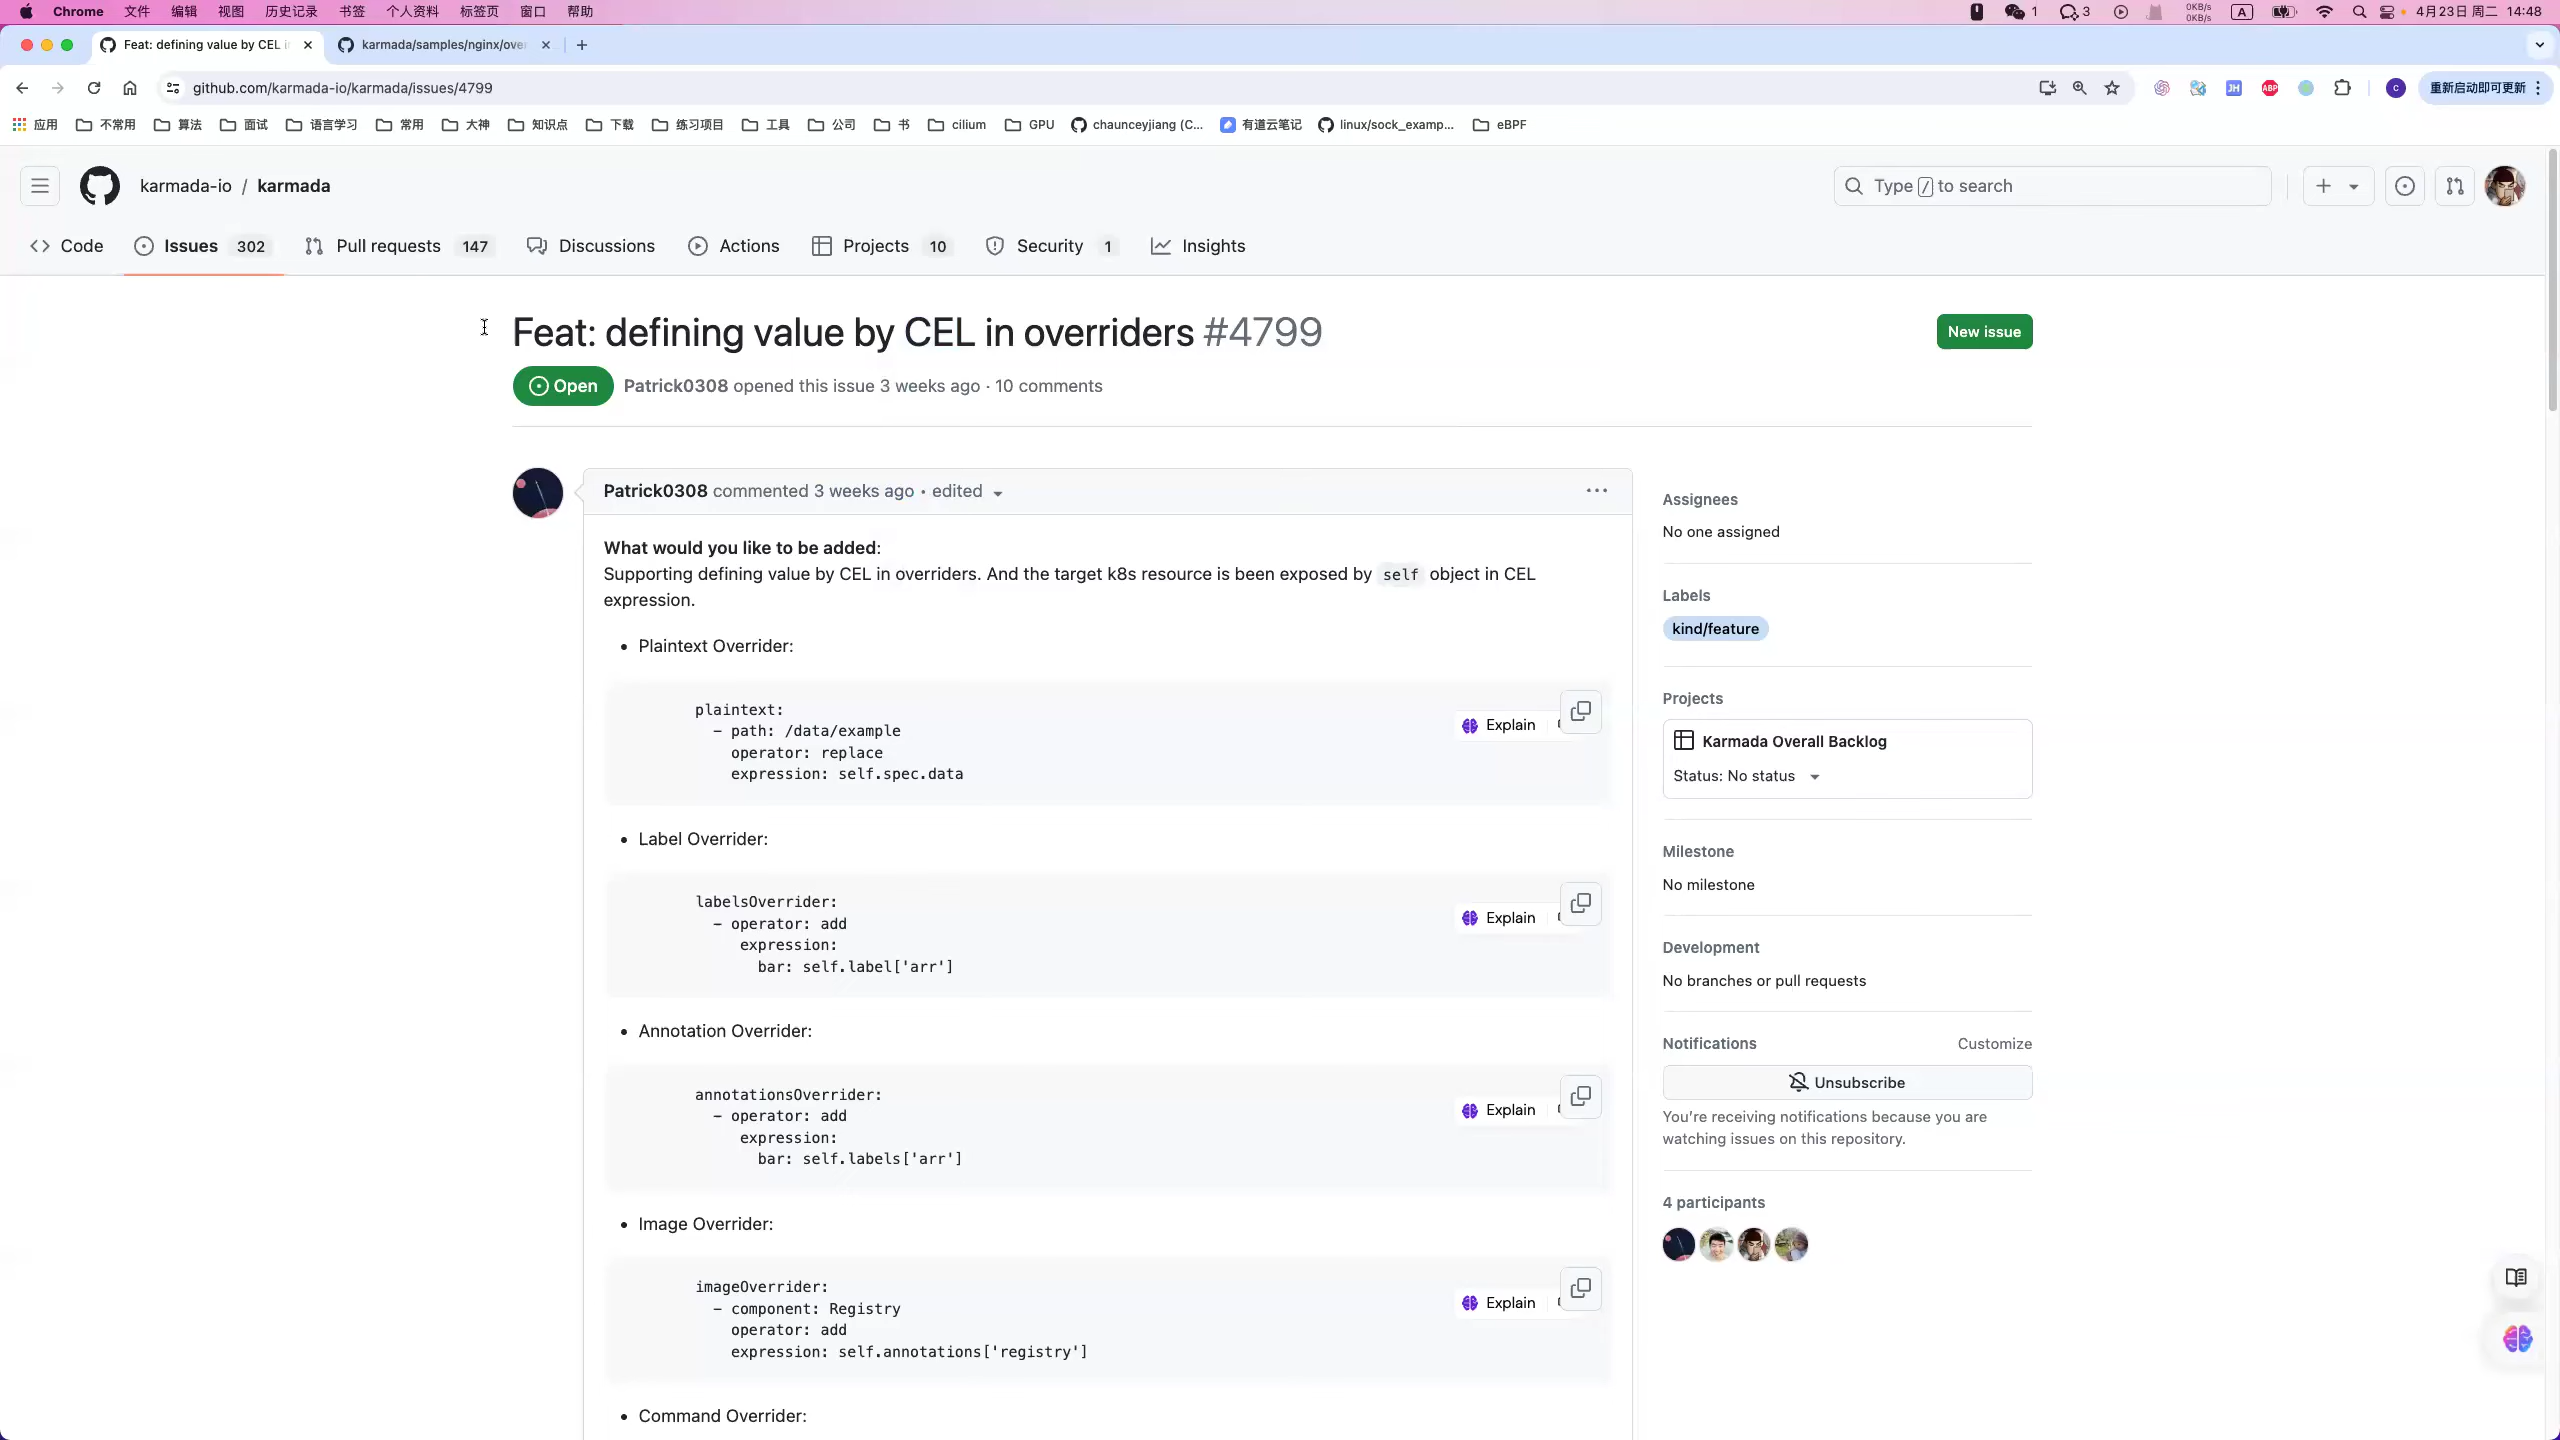 Chrome 文件 编辑 视图 历史记录 书签 个人资料 标签页 窗口 帮助 1 3 0KB/s 0KB/s A 4月23日 周二 14:48
Feat: defining value by CEL i karmada/samples/nginx/over
github.com/karmada-io/karmada/issues/4799 JH ABP C 重新启动即可更新
应用 不常用 算法 面试 语言学习 常用 大神 知识点 下载 练习项目 工具 公司 书 cilium GPU chaunceyjiang (C... 有道云笔记 linux/sock_examp... eBPF
karmada-io / karmada Type / to search
Code Issues 302 Pull requests 147 Discussions Actions Projects 10 Security 1 Insights
Feat: defining value by CEL in overriders #4799 New issue
Open Patrick0308 opened this issue 3 weeks ago · 10 comments
Patrick0308 commented 3 weeks ago • edited
What would you like to be added:
Supporting defining value by CEL in overriders. And the target k8s resource is been exposed by self object in CEL
expression.
• Plaintext Overrider:
plaintext:
- path: /data/example
operator: replace
expression: self.spec.data
Explain
• Label Overrider:
labelsOverrider:
- operator: add
expression:
bar: self.label['arr']
Explain
• Annotation Overrider:
annotationsOverrider:
- operator: add
expression:
bar: self.labels['arr']
Explain
• Image Overrider:
imageOverrider:
- component: Registry
operator: add
expression: self.annotations['registry']
Explain
• Command Overrider:
Assignees
No one assigned
Labels
kind/feature
Projects
Karmada Overall Backlog
Status: No status
Milestone
No milestone
Development
No branches or pull requests
Notifications Customize
Unsubscribe
You're receiving notifications because you are
watching issues on this repository.
4 participants